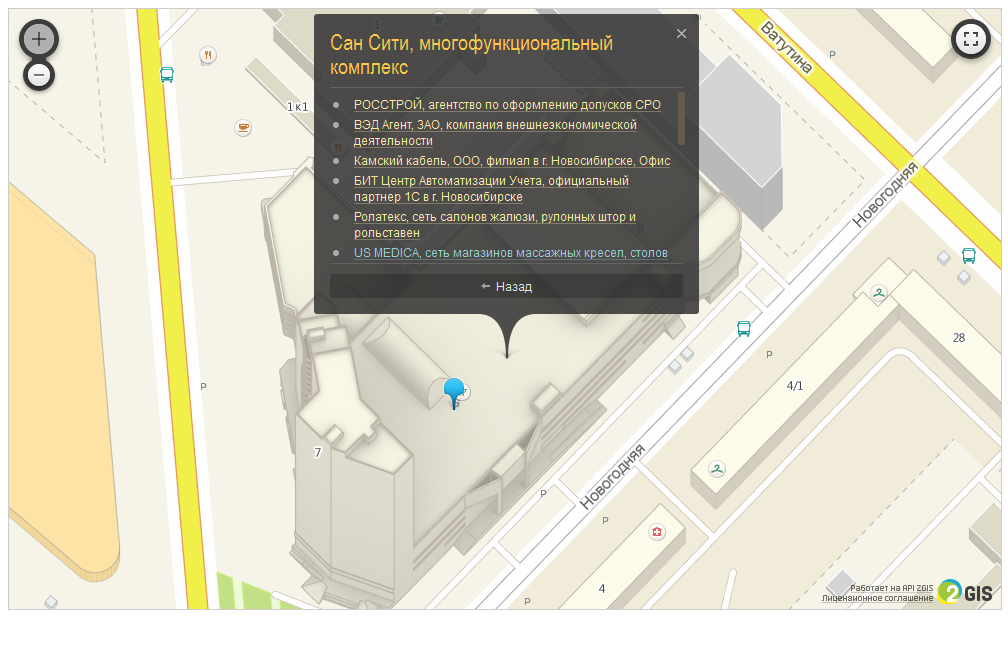 Сан Сити, многофункциональный
комплекс
РОССТРОЙ, агентство по оформлению допусков СРО
ВЭД Агент, ЗАО, компания внешнеэкономической
деятельности
Камский кабель, ООО, филиал в г. Новосибирске, Офис
БИТ Центр Автоматизации Учета, официальный
партнер 1С в г. Новосибирске
Ролатекс, сеть салонов жалюзи, рулонных штор и
рольставен
US MEDICA, сеть магазинов массажных кресел, столов
Назад
Ватутина
P
1 к1
Новогодняя
28
P
4/1
P
7
Новогодняя
P
P
4
P
Работает на API 2GIS
Лицензионное соглашение
2GIS